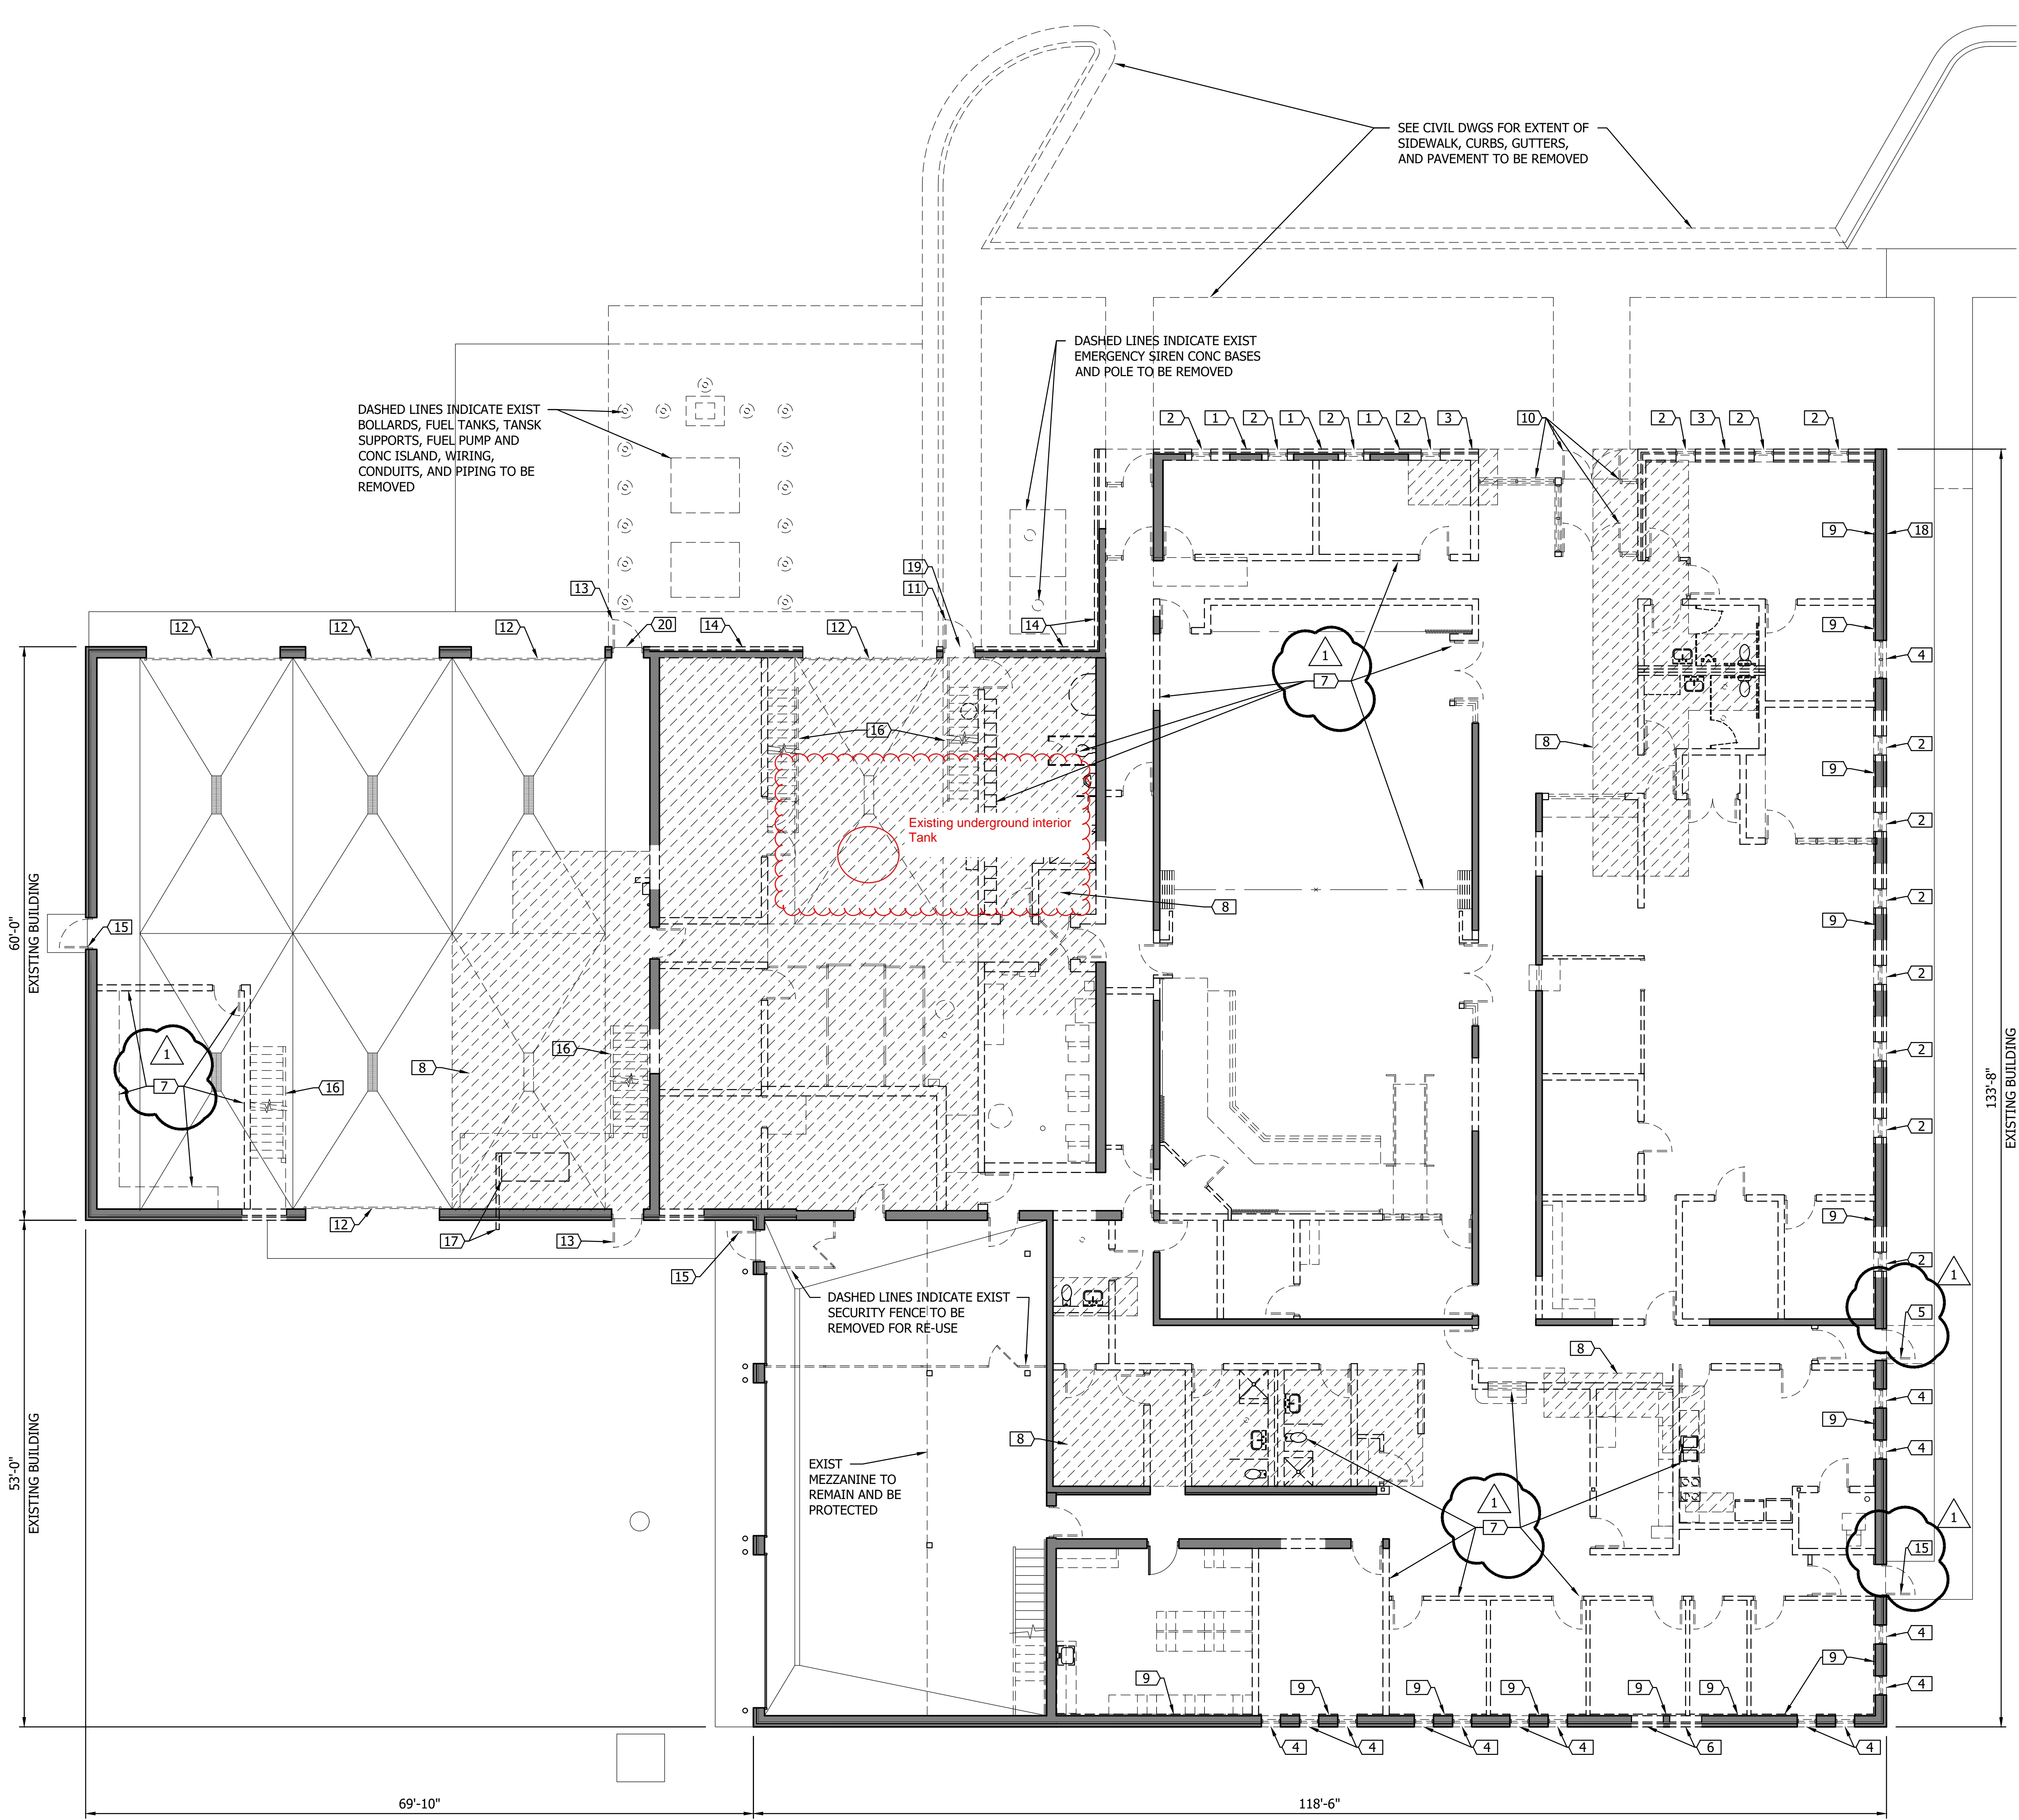 SEE CIVIL DWGS FOR EXTENT OF
SIDEWALK, CURBS, GUTTERS,
AND PAVEMENT TO BE REMOVED
DASHED LINES INDICATE EXIST
EMERGENCY SIREN CONC BASES
AND POLE TO BE REMOVED
DASHED LINES INDICATE EXIST
BOLLARDS, FUEL TANKS, TANSK
SUPPORTS, FUEL PUMP AND
CONC ISLAND, WIRING,
CONDUITS, AND PIPING TO BE
REMOVED
2 1 2 1 2 1 2 3 10 2 3 2 2
9 18
19
11
13
12 12 12 20 14 12 14
9
4
1
7
16
8
2
9
Existing underground interior
Tank
2
8
2
9
15
60'-0"
EXISTING BUILDING
2
2
1
7
8
16
16
133'-8"
EXISTING BUILDING
2
9
12
17
13
15
2
1
5
DASHED LINES INDICATE EXIST
SECURITY FENCE TO BE
REMOVED FOR RE-USE
8
4
9
8
4
53'-0"
EXISTING BUILDING
EXIST
MEZZANINE TO
REMAIN AND BE
PROTECTED
1
7
1
15
4
9
9
4
9 9 9 9 9
4 4 4 4 6 4
69'-10"
118'-6"